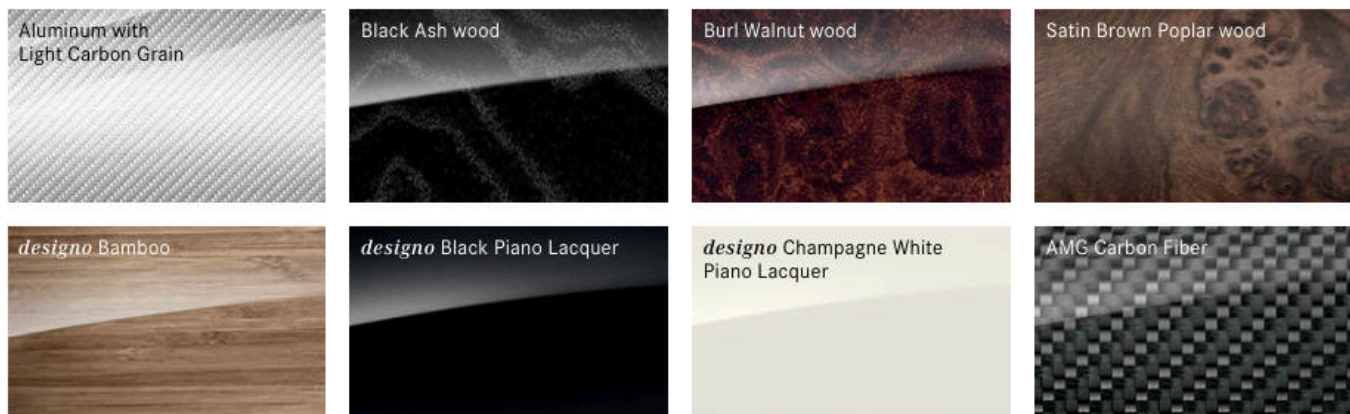 Aluminum with
Light Carbon Grain
Black Ash wood
Burl Walnut wood
Satin Brown Poplar wood
designo Bamboo
designo Black Piano Lacquer
designo Champagne White
Piano Lacquer
AMG Carbon Fiber